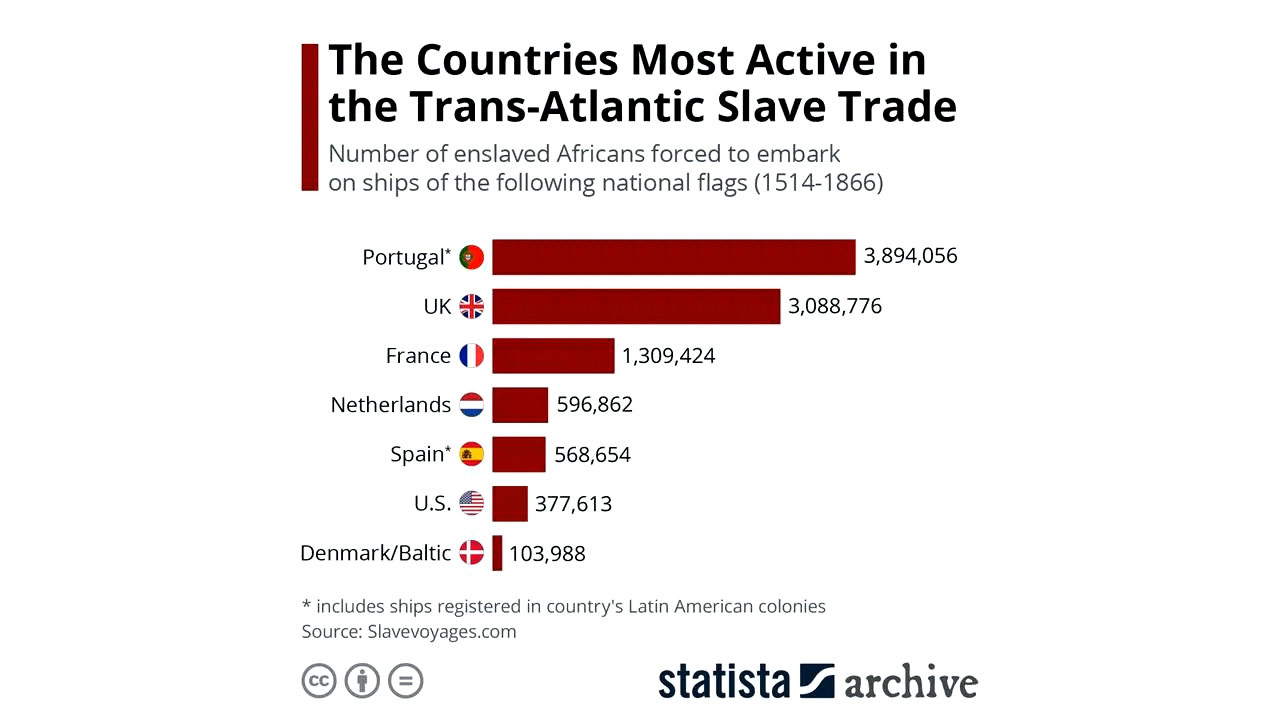 The Countries Most Active in
the Trans-Atlantic Slave Trade
Number of enslaved Africans forced to embark
on ships of the following national flags (1514-1866)
Portugal* 3,894,056
UK 3,088,776
France 1,309,424
Netherlands 596,862
Spain* 568,654
U.S. 377,613
Denmark/Baltic 103,988
* includes ships registered in country's Latin American colonies
Source: Slavevoyages.com
cc = statista archive